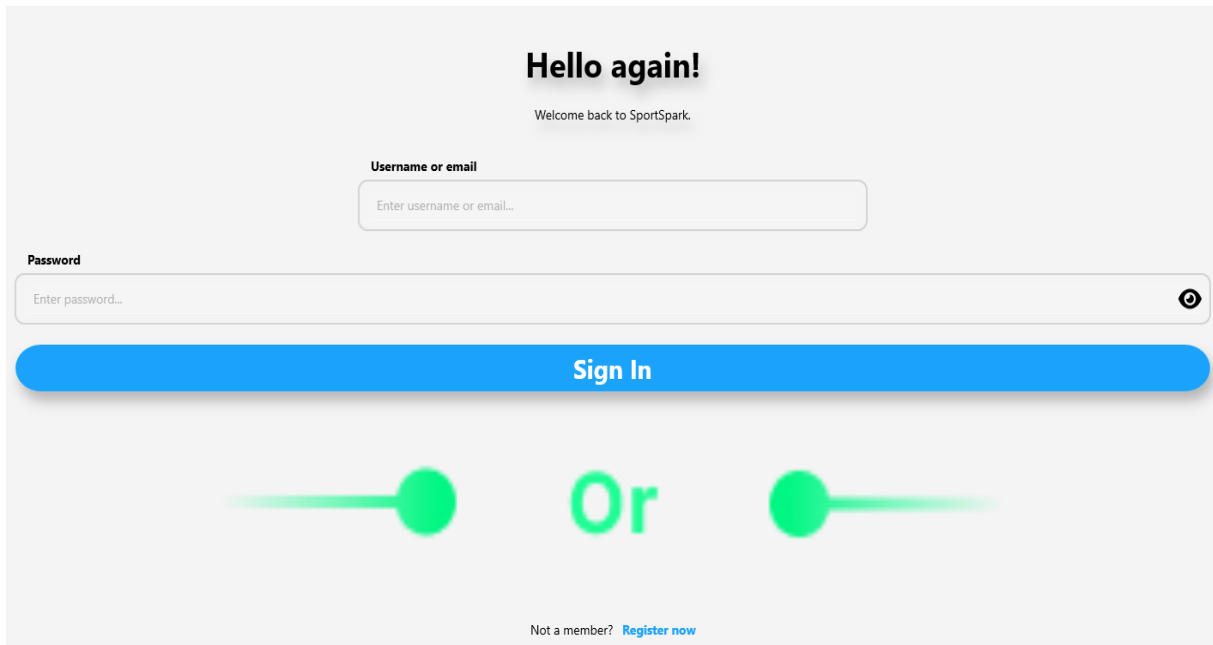 Hello again!
Welcome back to SportSpark.
Username or email
Enter username or email...
Password
Enter password...
Sign In
Or
Not a member? Register now